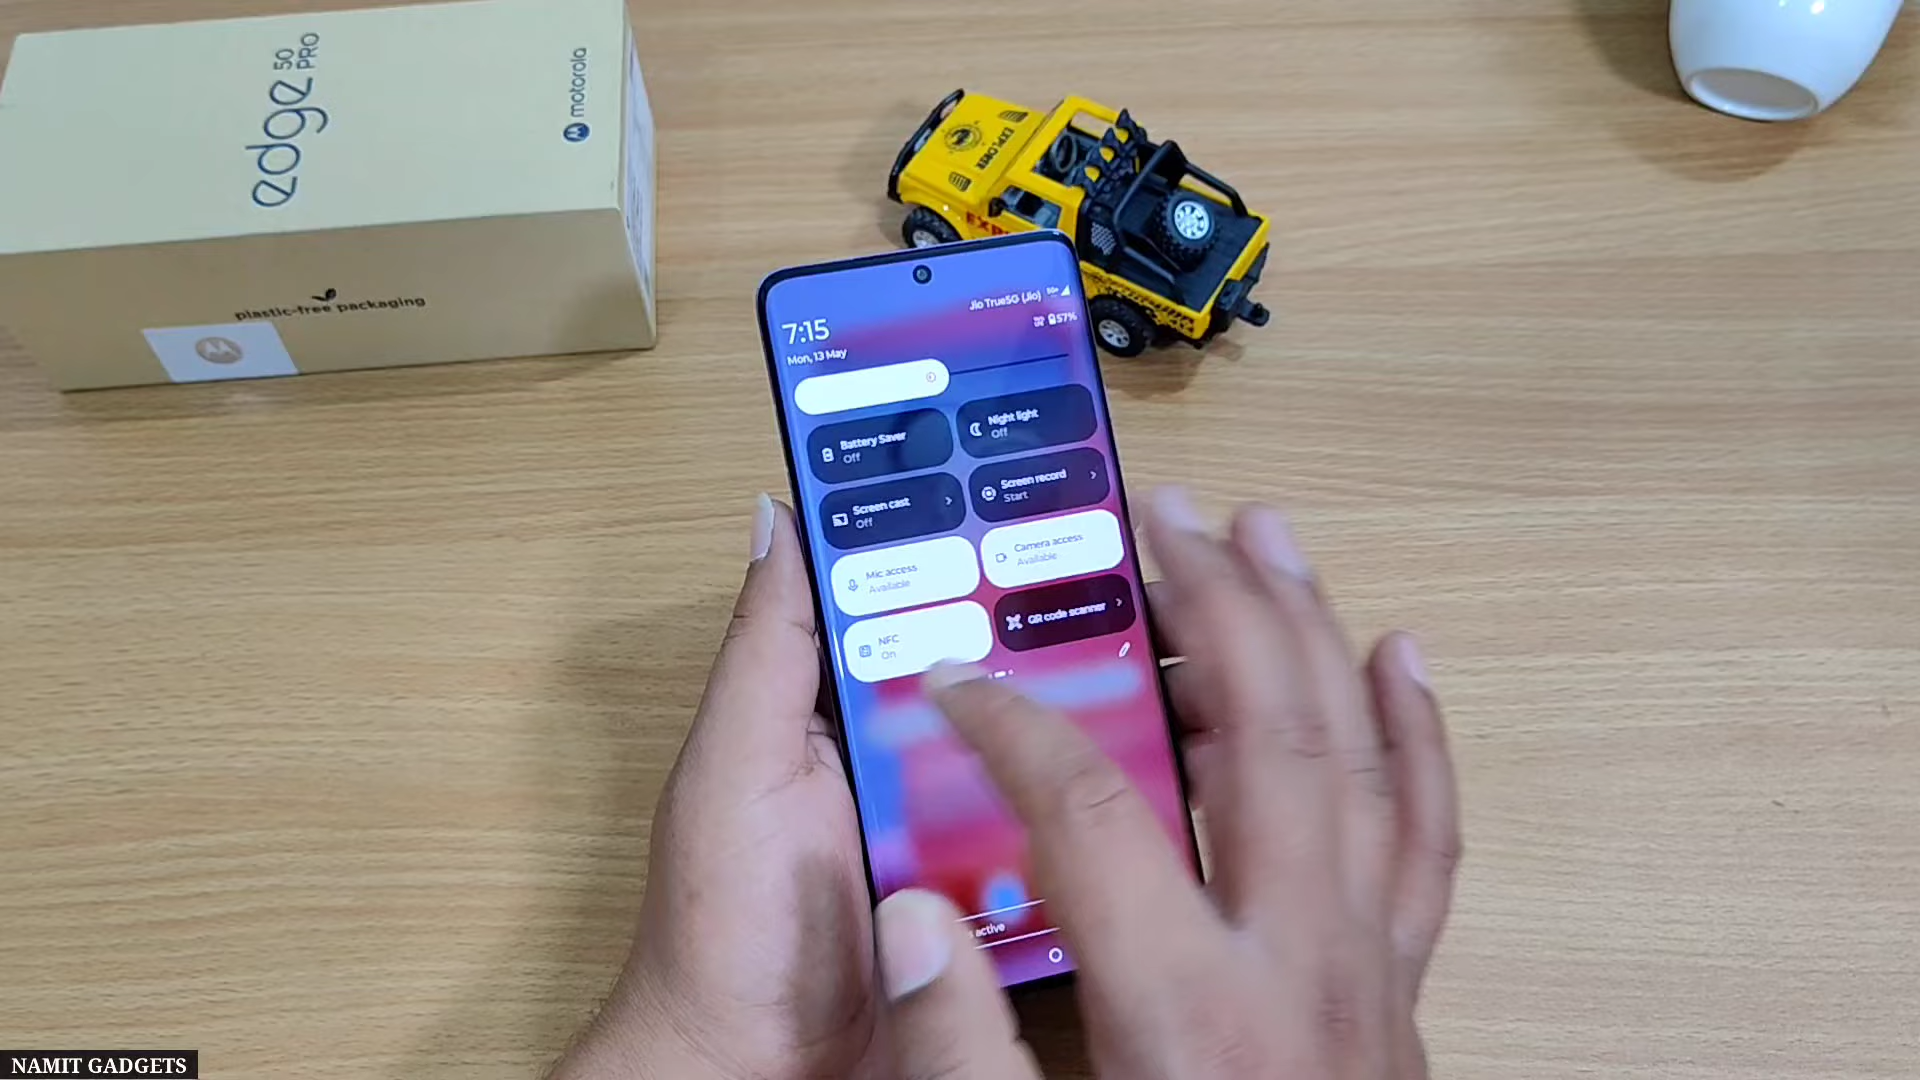 edge 50 PRO
motorola
plastic-free packaging
EXPLORER
Jio True5G (Jio)
7:15
57%
Mon, 13 May
Battery Saver
Off
Night light
Off
Screen cast
Off
Screen record
Start
Mic access
Available
Camera access
Available
NFC
On
QR code scanner
active
NAMIT GADGETS